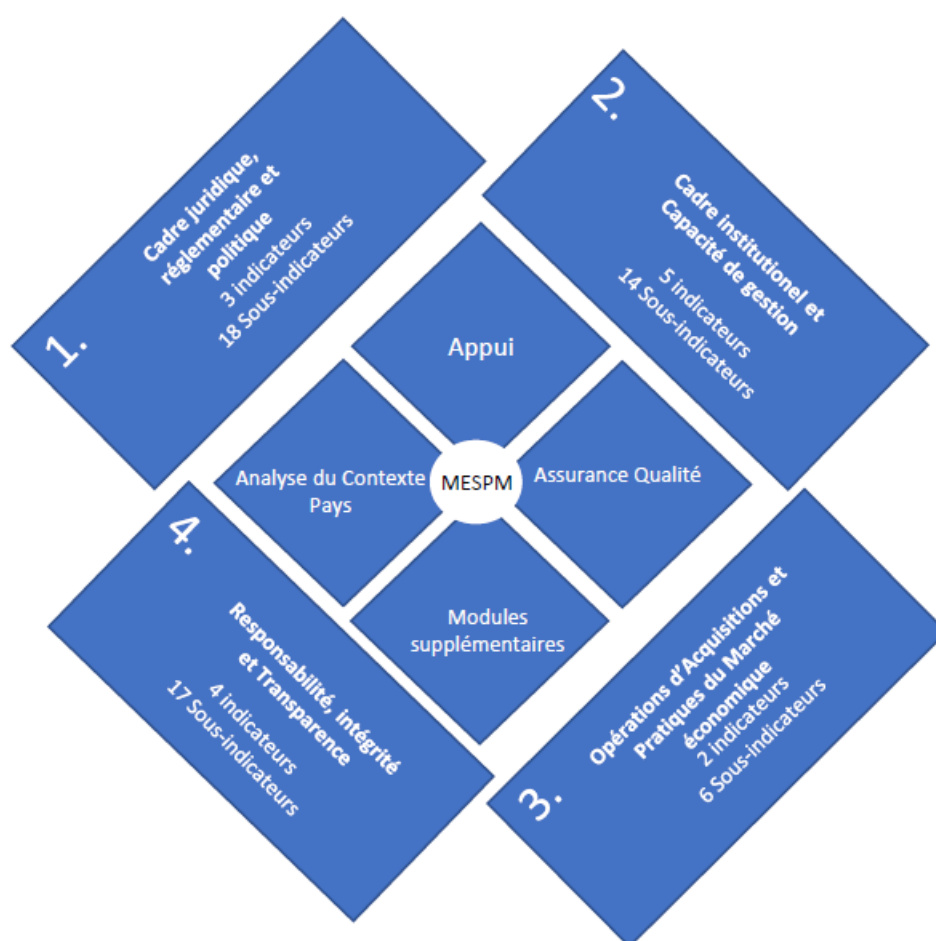 1.
Cadre juridique,
réglementaire et
politique
3 indicateurs
18 Sous-indicateurs
2.
Cadre institutionel et
Capacité de gestion
5 indicateurs
14 Sous-indicateurs
Appui
Analyse du Contexte
Pays
MESPM
Assurance Qualité
Modules
supplémentaires
4.
Responsabilité, intégrité
et Transparence
4 indicateurs
17 Sous-indicateurs
3.
Opérations d'Acquisitions et
Pratiques du Marché
économique
2 indicateurs
6 Sous-indicateurs